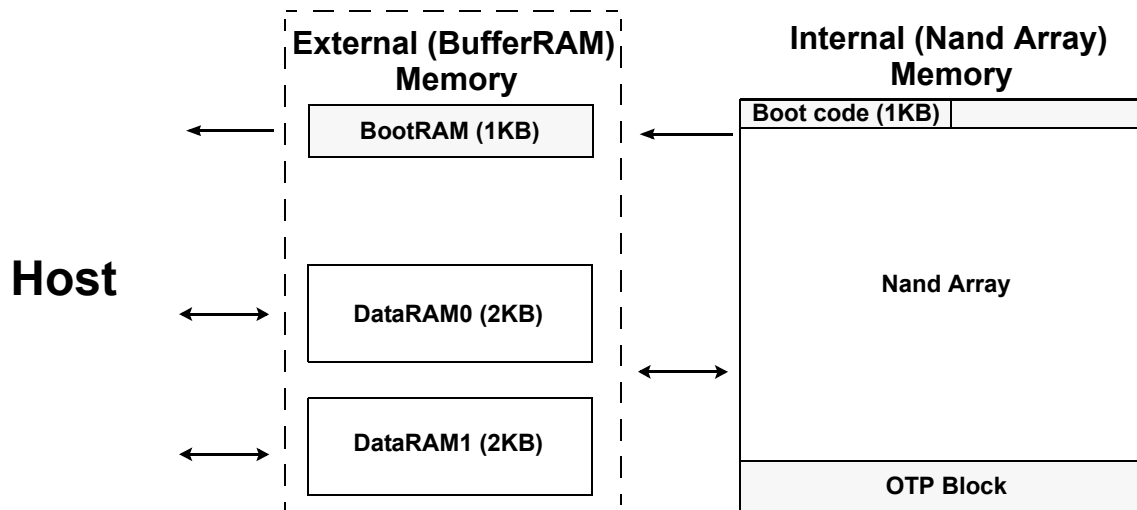 External (BufferRAM)
Memory
BootRAM (1KB)
Host
DataRAM0 (2KB)
DataRAM1 (2KB)
Internal (Nand Array)
Memory
Boot code (1KB)
Nand Array
OTP Block